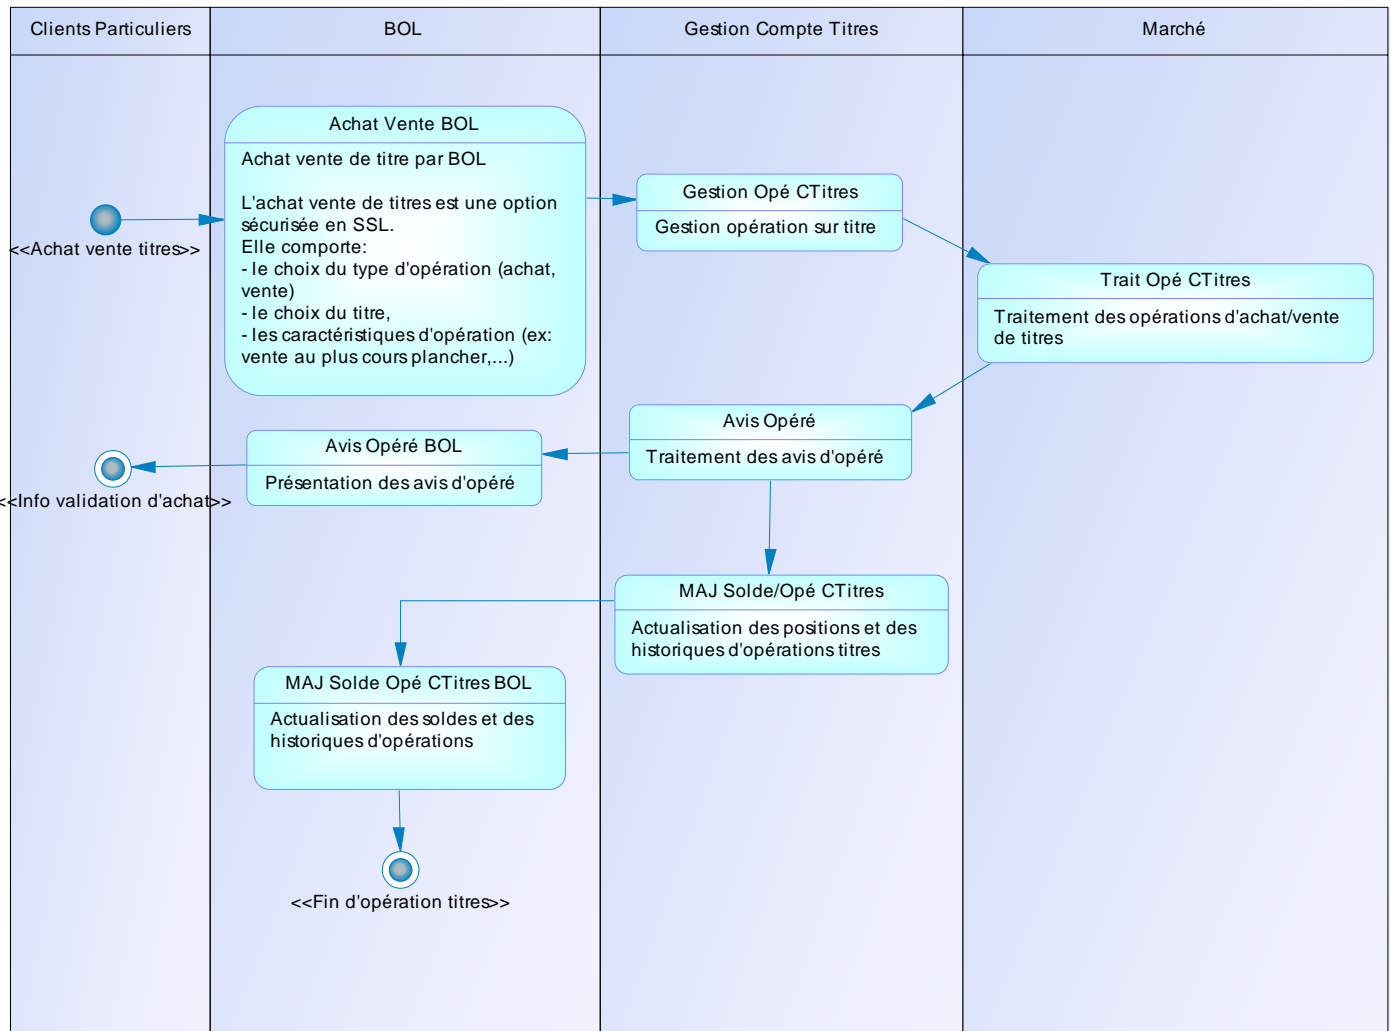 Clients Particuliers
BOL
Gestion Compte Titres
Marché
Achat Vente BOL
Achat vente de titre par BOL
L'achat vente de titres est une option
sécurisée en SSL.
Elle comporte:
- le choix du type d'opération (achat,
vente)
- le choix du titre,
- les caractéristiques d'opération (ex:
vente au plus cours plancher,...)
<<Achat vente titres>>
Gestion Opé CTitres
Gestion opération sur titre
Trait Opé CTitres
Traitement des opérations d'achat/vente
de titres
Avis Opéré
Traitement des avis d'opéré
Avis Opéré BOL
Présentation des avis d'opéré
<<Info validation d'achat>>
MAJ Solde/Opé CTitres
Actualisation des positions et des
historiques d'opérations titres
MAJ Solde Opé CTitres BOL
Actualisation des soldes et des
historiques d'opérations
<<Fin d'opération titres>>